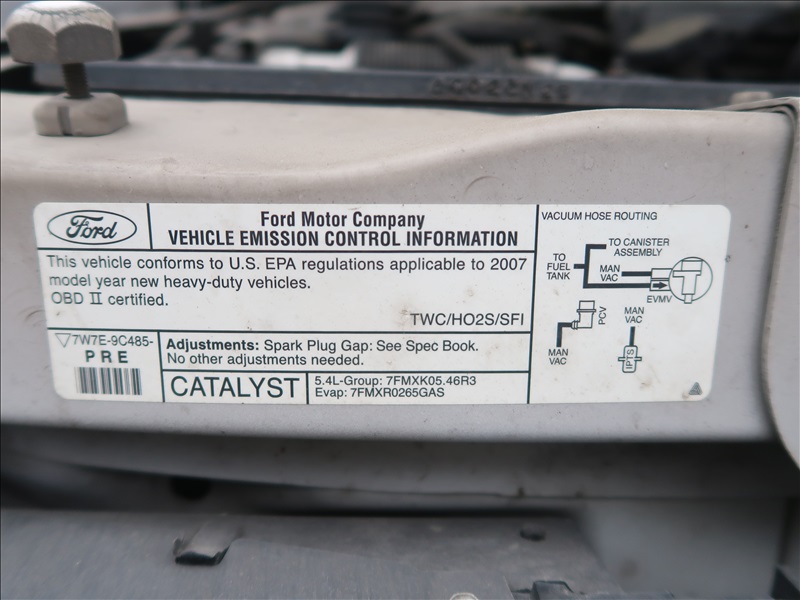 Ford
Ford Motor Company
VEHICLE EMISSION CONTROL INFORMATION
This vehicle conforms to U.S. EPA regulations applicable to 2007
model year new heavy-duty vehicles.
OBD II certified.
TWC/HO2S/SFI
7W7E-9C485-
PRE
Adjustments: Spark Plug Gap: See Spec Book.
No other adjustments needed.
CATALYST
5.4L-Group: 7FMXK05.46R3
Evap: 7FMXR0265GAS
VACUUM HOSE ROUTING
TO CANISTER
ASSEMBLY
TO
FUEL
TANK
MAN
VAC
EVMV
PCV
MAN
VAC
MAN
VAC
IPTS